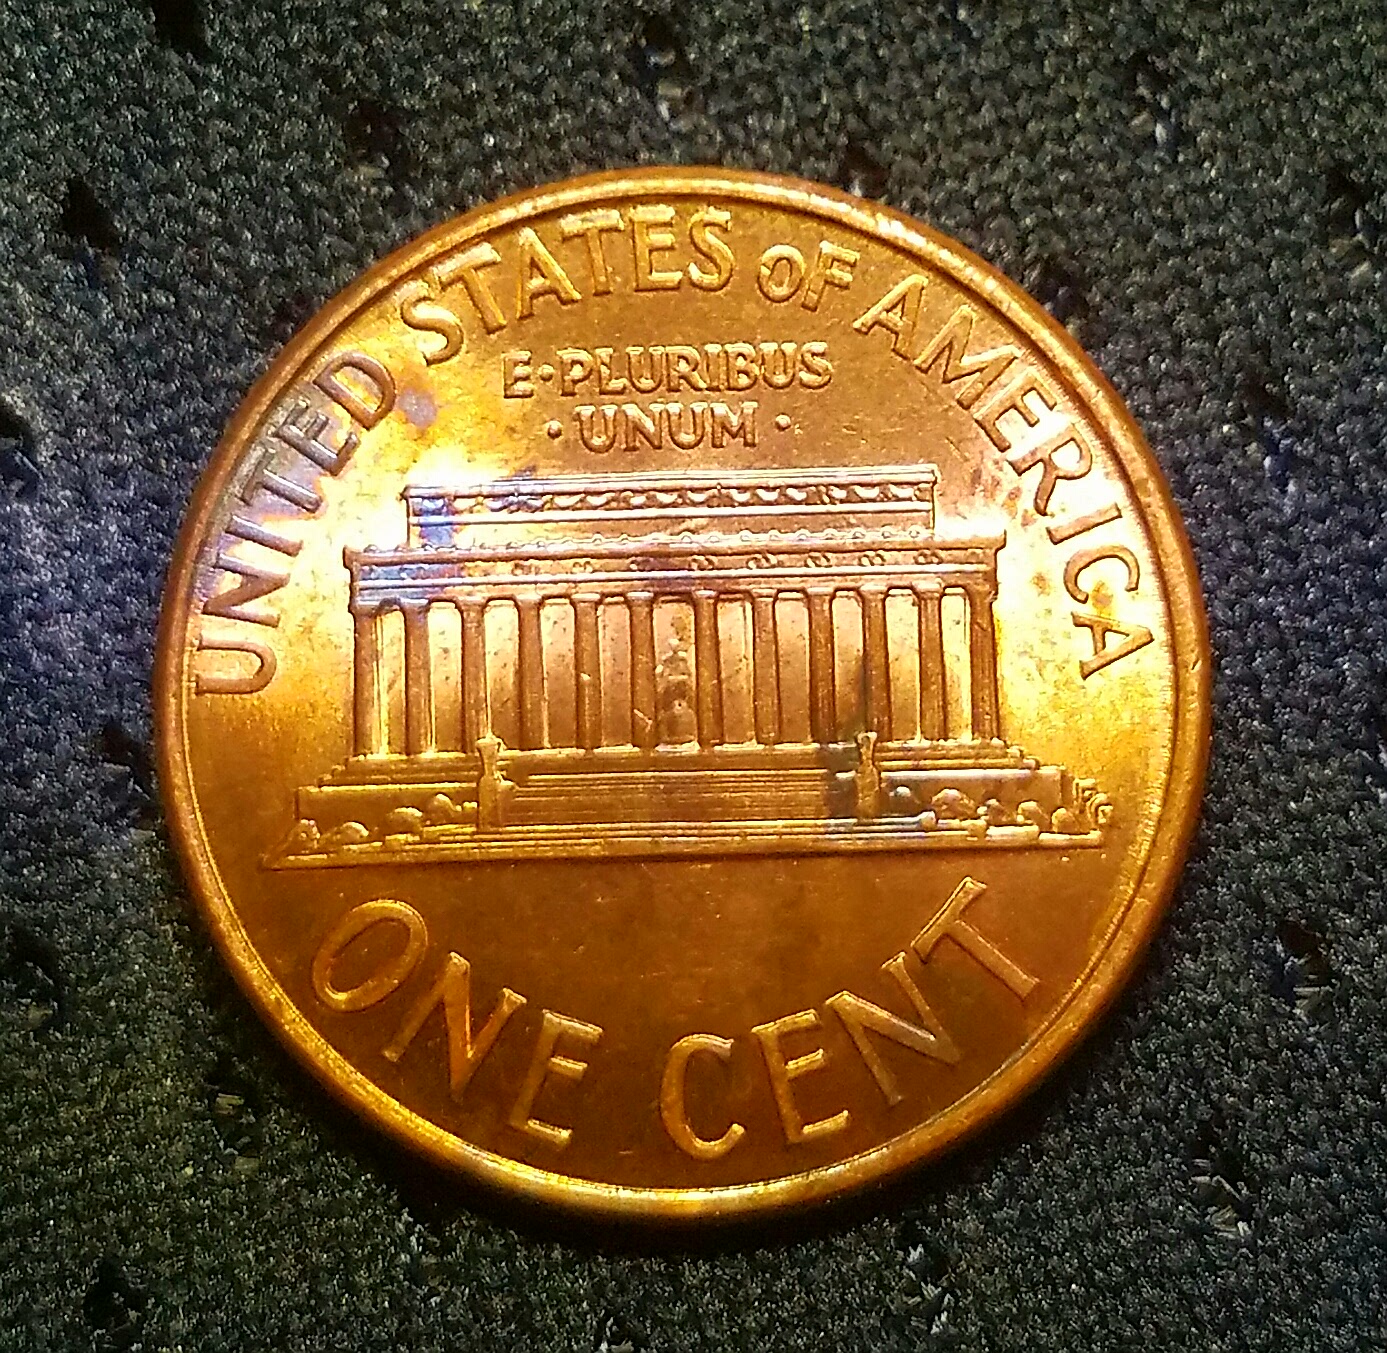 UNITED STATES OF AMERICA
E·PLURIBUS
·UNUM·
ONE CENT